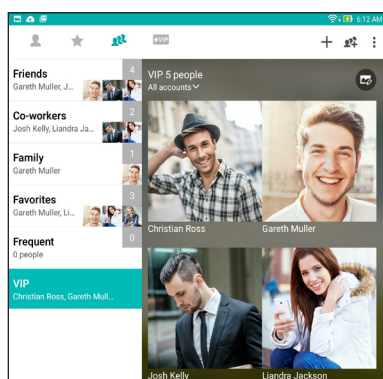 6:12 AM
VIP
Friends
4
Gareth Muller, J...
Co-workers
2
Josh Kelly, Liandra Ja...
Family
1
Gareth Muller
Favorites
3
Gareth Muller, Li...
Frequent
0
0 people
VIP
Christian Ross, Gareth Mull...
VIP 5 people
All accounts
Christian Ross
Gareth Muller
Josh Kelly
Liandra Jackson